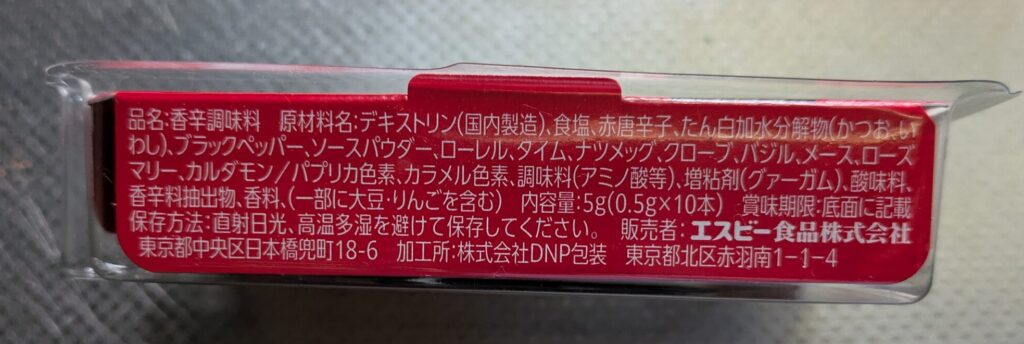 品名:香辛調味料　原材料名:デキストリン(国内製造)、食塩、赤唐辛子、たん白加水分解物(かつお、い
わし)、ブラックペッパー、ソースパウダー、ローレル、タイム、ナツメッグ、クローブ、バジル、メース、ローズ
マリー、カルダモン/パプリカ色素、カラメル色素、調味料(アミノ酸等)、増粘剤(グァーガム)、酸味料、
香辛料抽出物、香料、(一部に大豆・りんごを含む)　内容量:5g(0.5g×10本)　賞味期限:底面に記載
保存方法:直射日光、高温多湿を避けて保存してください。　販売者:エスビー食品株式会社
東京都中央区日本橋兜町18-6　加工所:株式会社DNP包装　東京都北区赤羽南1-1-4